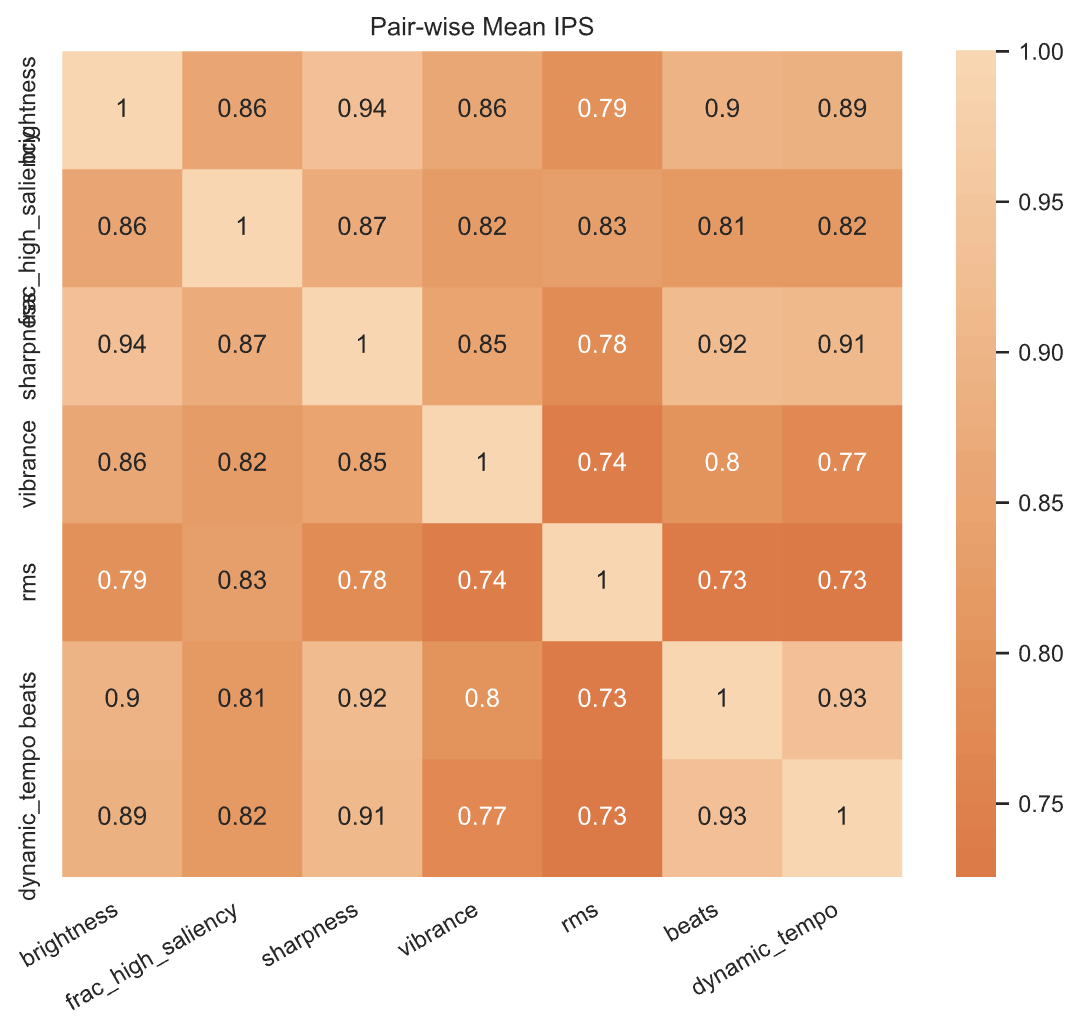 Pair-wise Mean IPS
brightness
1 0.86 0.94 0.86 0.79 0.9 0.89
frac_high_saliency
0.86 1 0.87 0.82 0.83 0.81 0.82
sharpness
0.94 0.87 1 0.85 0.78 0.92 0.91
vibrance
0.86 0.82 0.85 1 0.74 0.8 0.77
rms
0.79 0.83 0.78 0.74 1 0.73 0.73
beats
0.9 0.81 0.92 0.8 0.73 1 0.93
dynamic_tempo
0.89 0.82 0.91 0.77 0.73 0.93 1
brightness
frac_high_saliency
sharpness
vibrance
rms
beats
dynamic_tempo
1.00
0.95
0.90
0.85
0.80
0.75